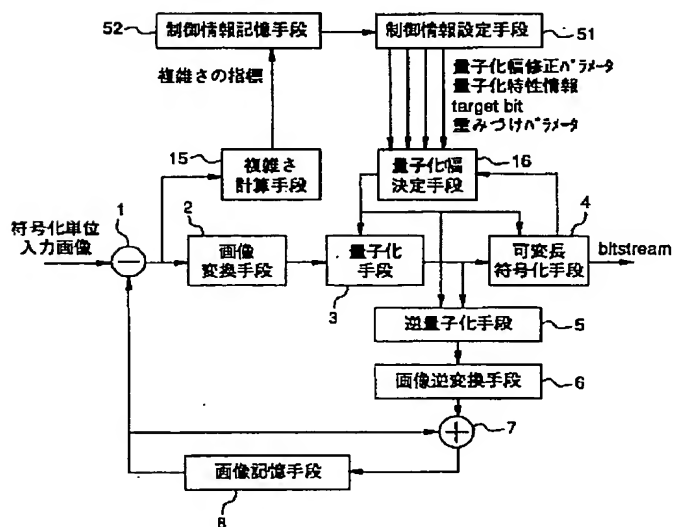 52
制御情報記憶手段
制御情報設定手段
51
複雑さの指標
量子化幅修正パラメータ
量子化特性情報
target bit
重みづけパラメータ
15
複雑さ
計算手段
量子化幅
決定手段
16
符号化単位
入力画像
1
2
画像
変換手段
量子化
手段
3
4
可変長
符号化手段
bitstream
逆量子化手段
5
画像逆変換手段
6
7
画像記憶手段
8